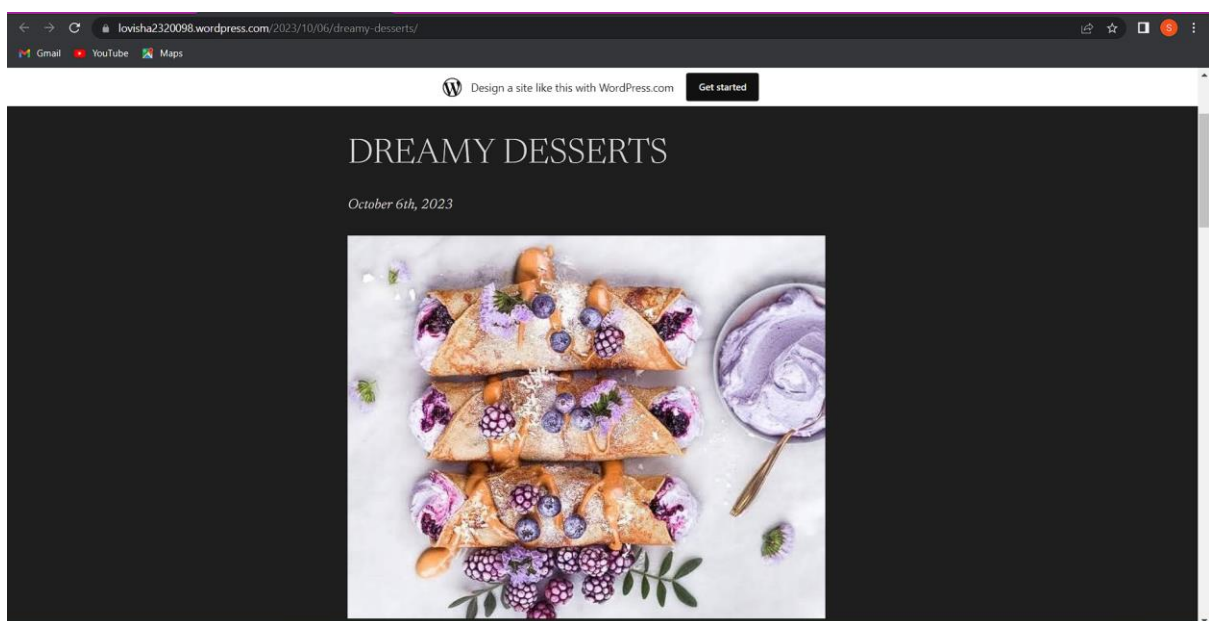 lovisha2320098.wordpress.com/2023/10/06/dreamy-desserts/
S
Gmail YouTube Maps
Design a site like this with WordPress.com Get started
DREAMY DESSERTS
October 6th, 2023